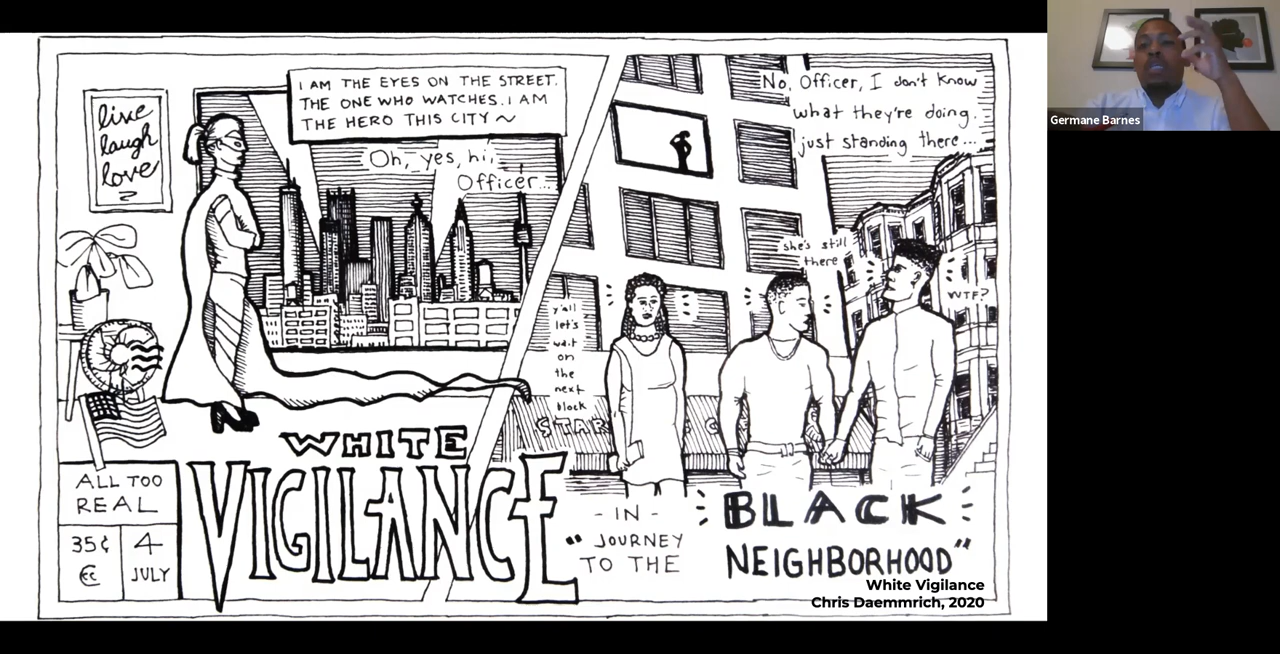 live
laugh
love
I AM THE EYES ON THE STREET.
THE ONE WHO WATCHES. I AM
THE HERO THIS CITY~
Oh, yes, hi,
Officer...
No, Officer, I don't know
what they're doing.
just standing there...
she's still
there
WTF?
y'all
let's
wait
on
the
next
block
STAR
C
WHITE
VIGILANCE
ALL TOO
REAL
35¢
4
JULY
- IN -
"JOURNEY
TO THE
BLACK
NEIGHBORHOOD"
White Vigilance
Chris Daemmrich, 2020
Germane Barnes